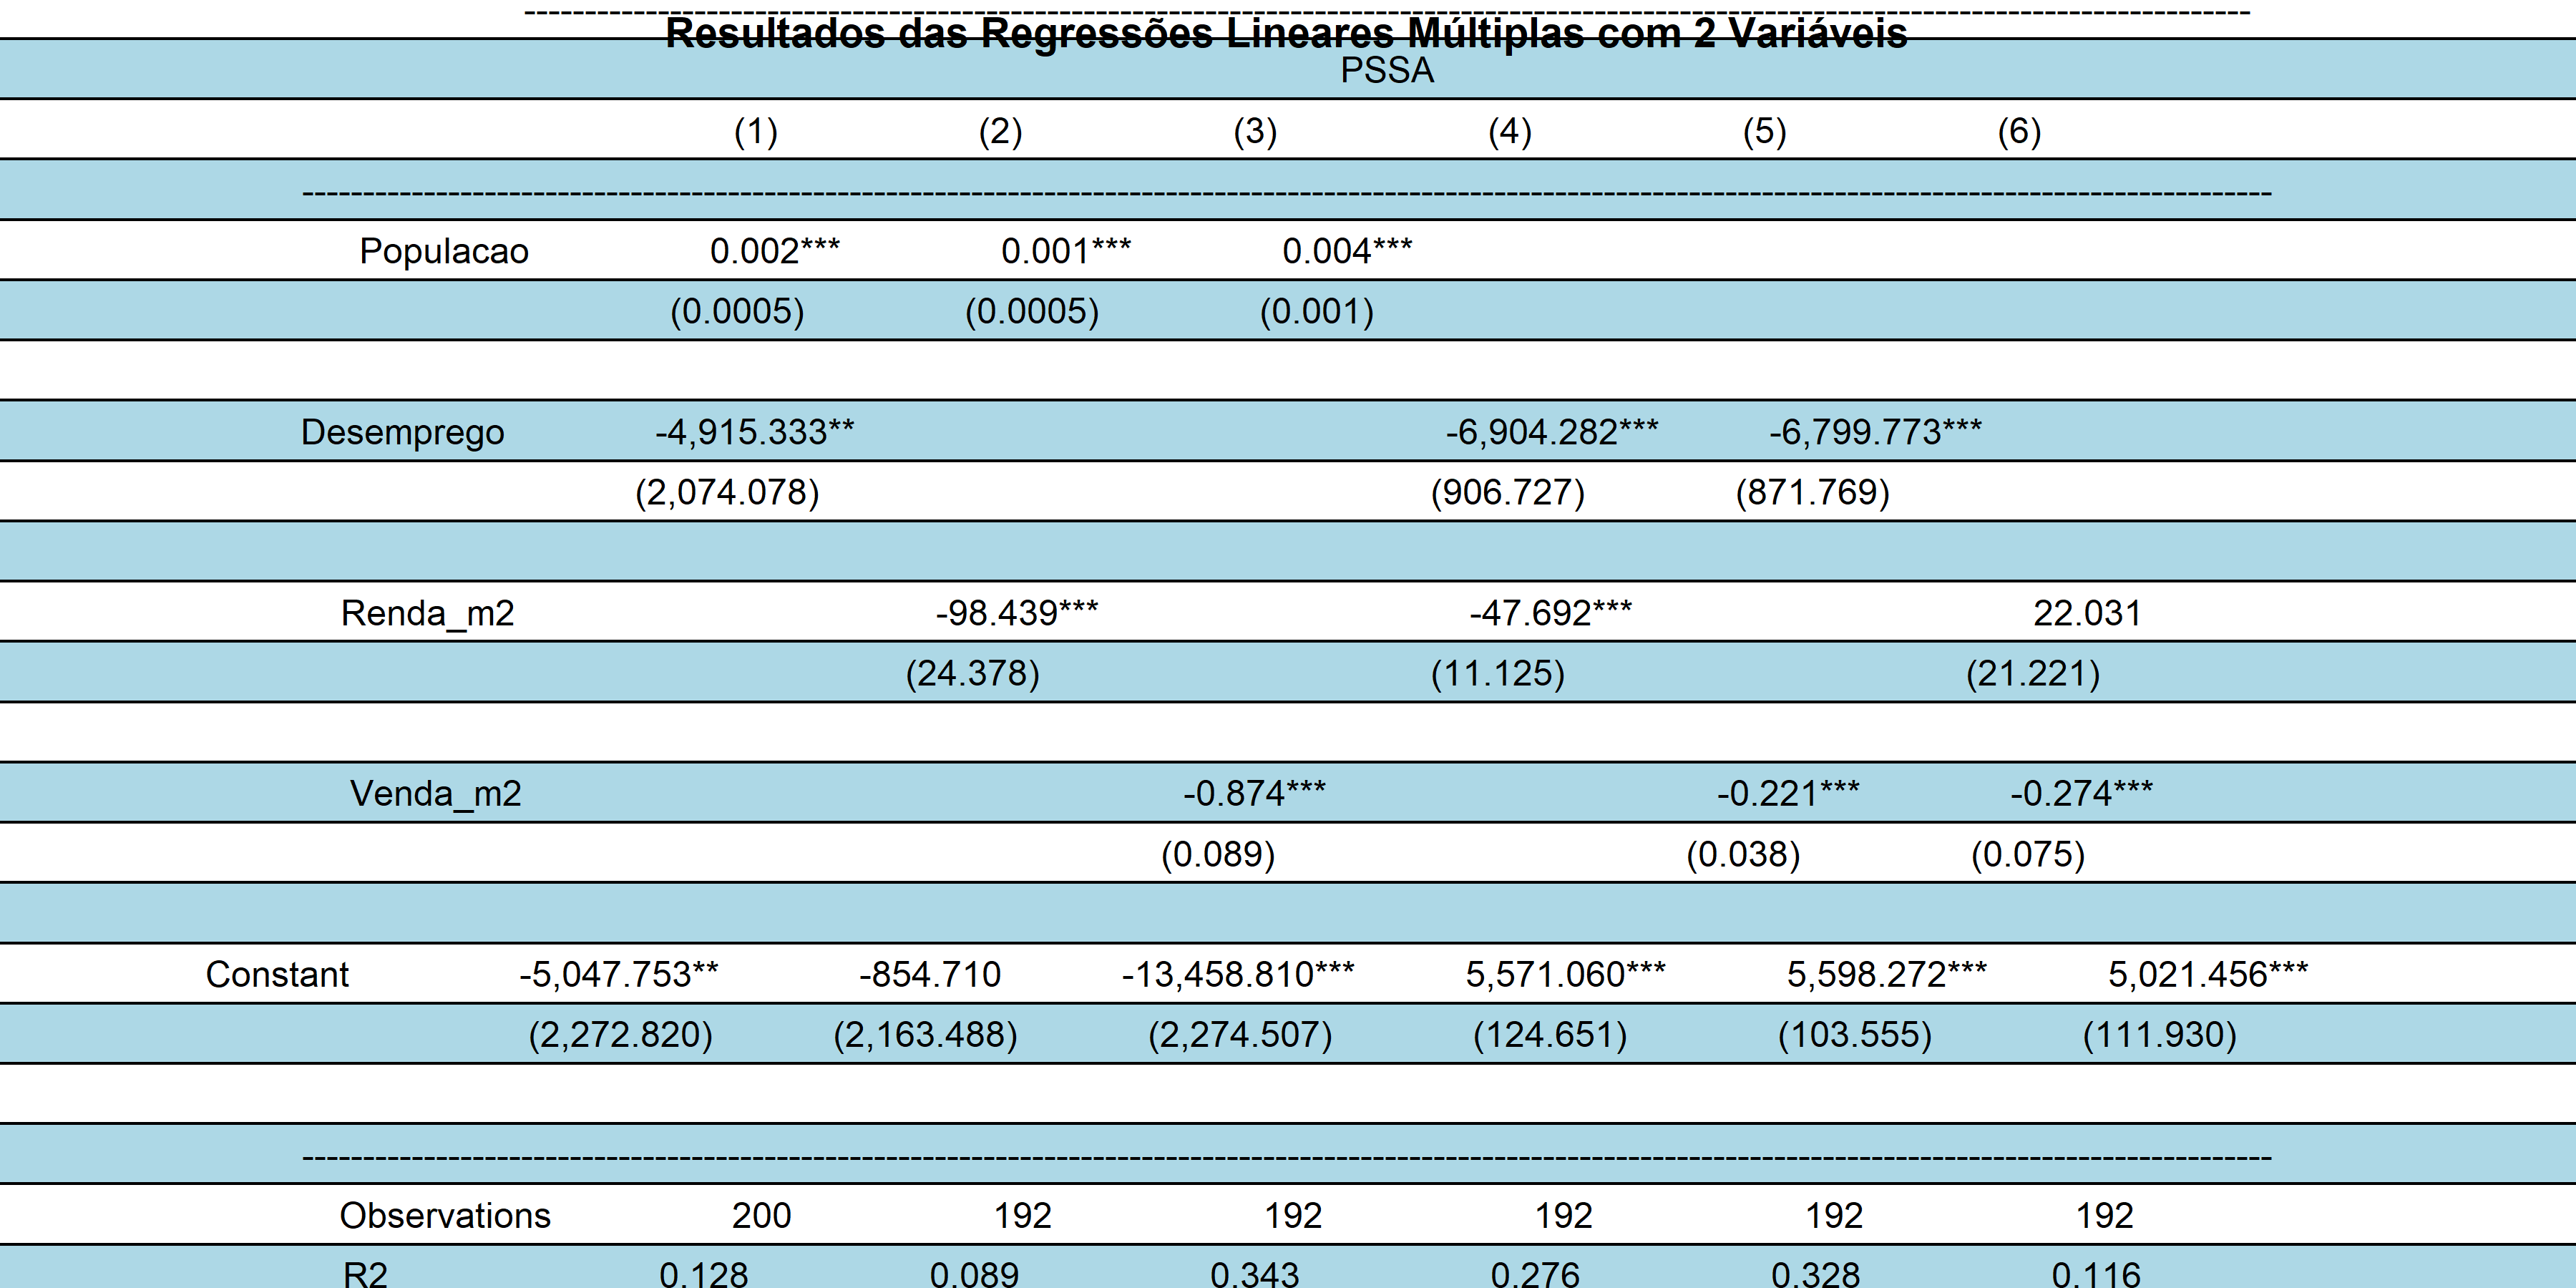 Resultados das Regressões Lineares Múltiplas com 2 Variáveis
PSSA
(1) (2) (3) (4) (5) (6)
Populacao 0.002*** 0.001*** 0.004***
(0.0005) (0.0005) (0.001)
Desemprego -4,915.333** -6,904.282*** -6,799.773***
(2,074.078) (906.727) (871.769)
Renda_m2 -98.439*** -47.692*** 22.031
(24.378) (11.125) (21.221)
Venda_m2 -0.874*** -0.221*** -0.274***
(0.089) (0.038) (0.075)
Constant -5,047.753** -854.710 -13,458.810*** 5,571.060*** 5,598.272*** 5,021.456***
(2,272.820) (2,163.488) (2,274.507) (124.651) (103.555) (111.930)
Observations 200 192 192 192 192 192
R2 0.128 0.089 0.343 0.276 0.328 0.116